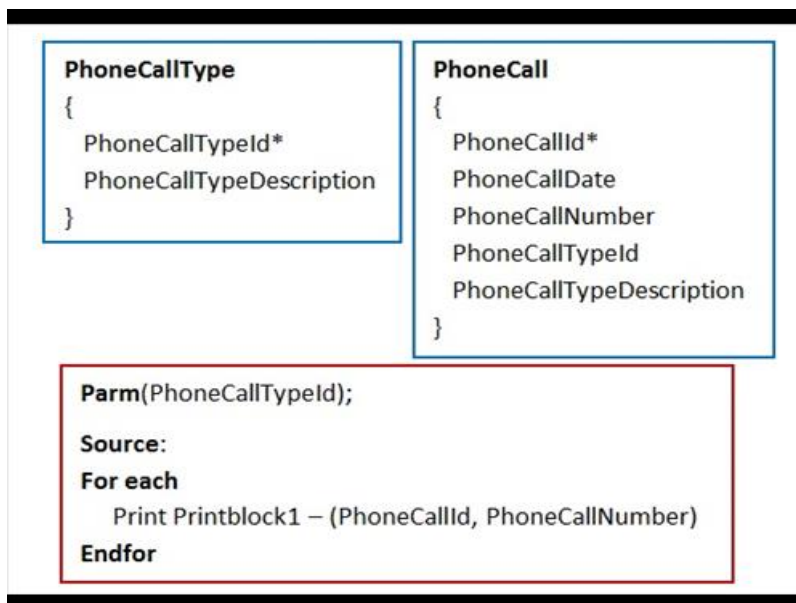 PhoneCallType
{
PhoneCallTypeId*
PhoneCallTypeDescription
}
PhoneCall
{
PhoneCallId*
PhoneCallDate
PhoneCallNumber
PhoneCallTypeId
PhoneCallTypeDescription
}
Parm(PhoneCallTypeId);
Source:
For each
Print Printblock1 – (PhoneCallId, PhoneCallNumber)
Endfor